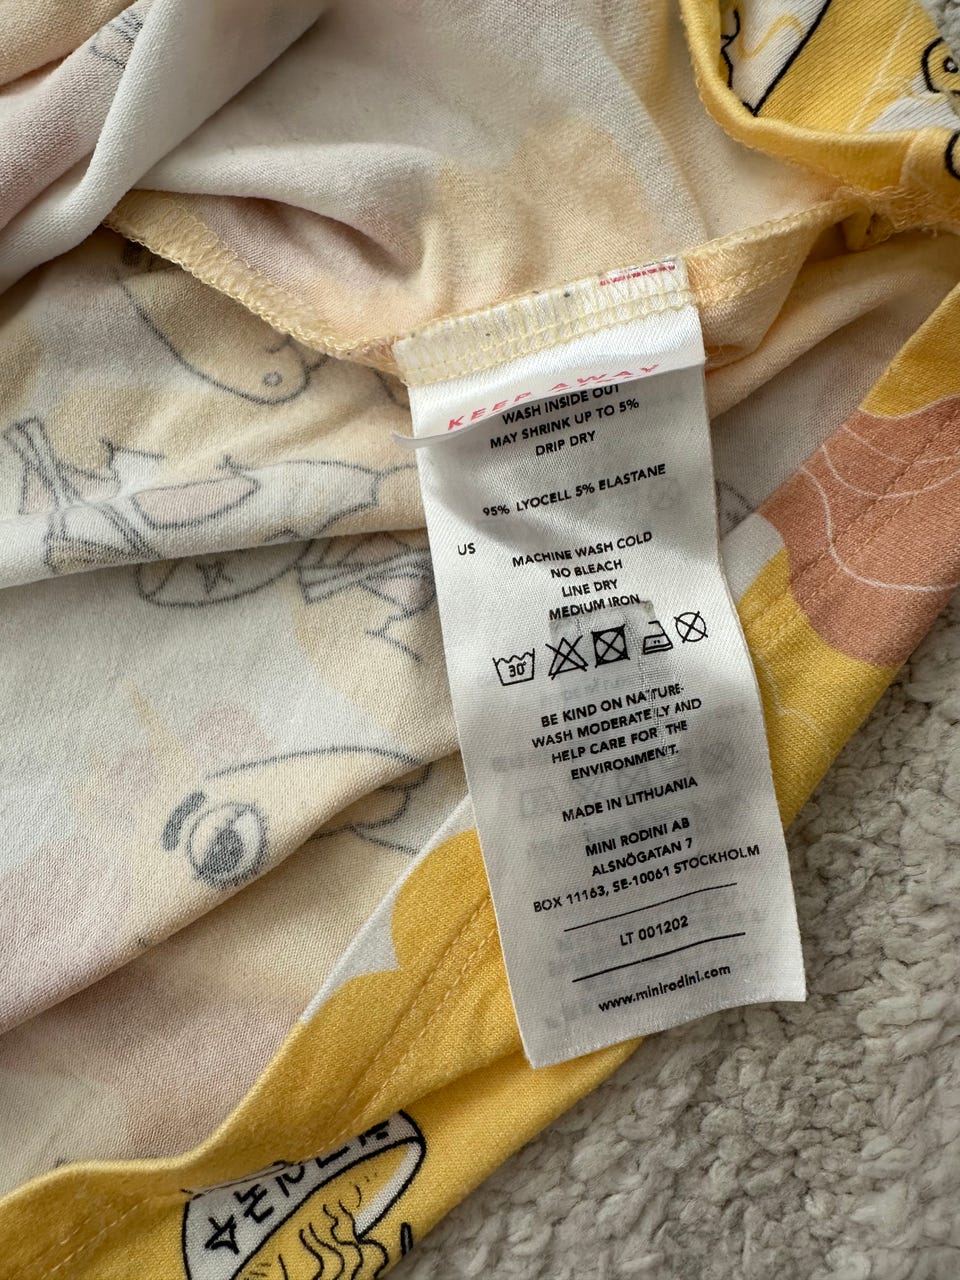 KEEP AWAY
WASH INSIDE OUT
MAY SHRINK UP TO 5%
DRIP DRY
95% LYOCELL 5% ELASTANE
US
MACHINE WASH COLD
NO BLEACH
LINE DRY
MEDIUM IRON
30°
BE KIND ON NATURE-
WASH MODERATELY AND
HELP CARE FOR THE
ENVIRONMENT.
MADE IN LITHUANIA
MINI RODINI AB
ALSNÖGATAN 7
BOX 11163, SE-10061 STOCKHOLM
LT 001202
www.minirodini.com